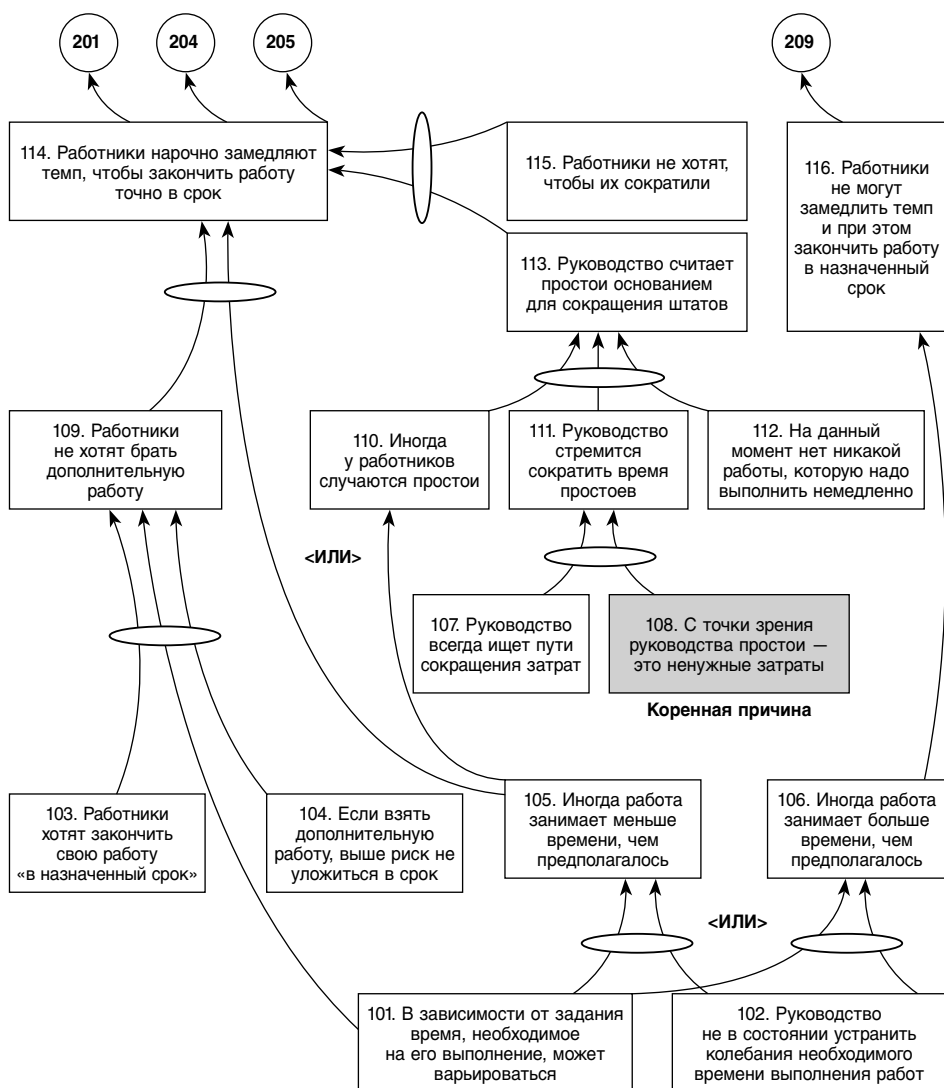 201
204
205
209
114. Работники нарочно замедляют
темп, чтобы закончить работу
точно в срок
115. Работники не хотят,
чтобы их сократили
116. Работники
не могут
замедлить темп
и при этом
закончить работу
в назначенный
срок
113. Руководство считает
простои основанием
для сокращения штатов
109. Работники
не хотят брать
дополнительную
работу
110. Иногда
у работников
случаются простои
111. Руководство
стремится
сократить время
простоев
112. На данный
момент нет никакой
работы, которую надо
выполнить немедленно
<ИЛИ>
107. Руководство
всегда ищет пути
сокращения затрат
108. С точки зрения
руководства простои —
это ненужные затраты
Коренная причина
103. Работники
хотят закончить
свою работу
«в назначенный срок»
104. Если взять
дополнительную
работу, выше риск не
уложиться в срок
105. Иногда работа
занимает меньше
времени, чем
предполагалось
106. Иногда работа
занимает больше
времени, чем
предполагалось
<ИЛИ>
101. В зависимости от задания
время, необходимое
на его выполнение, может
варьироваться
102. Руководство
не в состоянии устранить
колебания необходимого
времени выполнения работ